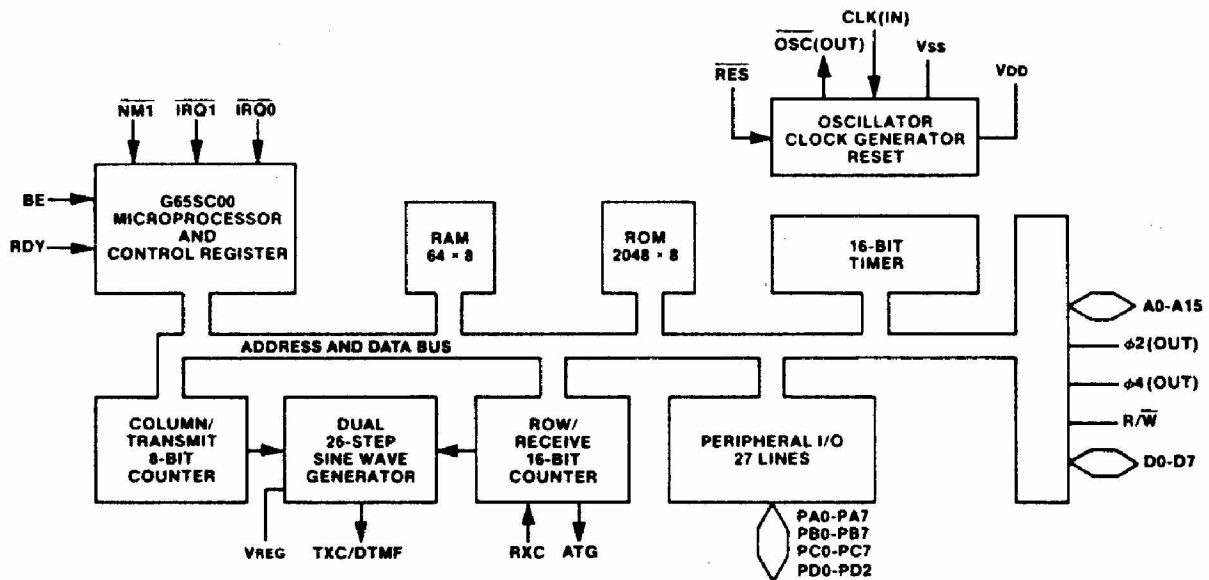 CLK(IN)
OSC(OUT)
VSS
RES
VDD
NM1
IRQ1
IRQ0
OSCILLATOR
CLOCK GENERATOR
RESET
BE
RDY
G65SC00
MICROPROCESSOR
AND
CONTROL REGISTER
RAM
64 × 8
ROM
2048 × 8
16-BIT
TIMER
A0-A15
ϕ2(OUT)
ϕ4(OUT)
R/W
D0-D7
ADDRESS AND DATA BUS
COLUMN/
TRANSMIT
8-BIT
COUNTER
DUAL
26-STEP
SINE WAVE
GENERATOR
ROW/
RECEIVE
16-BIT
COUNTER
PERIPHERAL I/O
27 LINES
VREG
TXC/DTMF
RXC
ATG
PA0-PA7
PB0-PB7
PC0-PC7
PD0-PD2